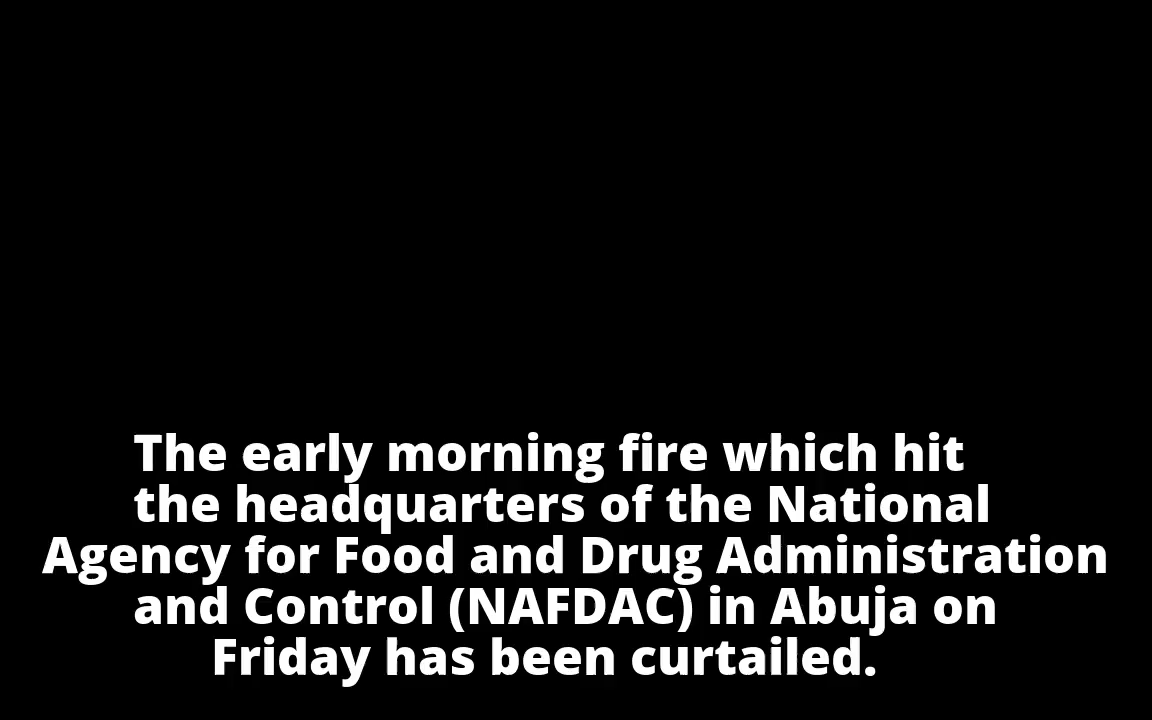 The early morning fire which hit
the headquarters of the National
Agency for Food and Drug Administration
and Control (NAFDAC) in Abuja on
Friday has been curtailed.